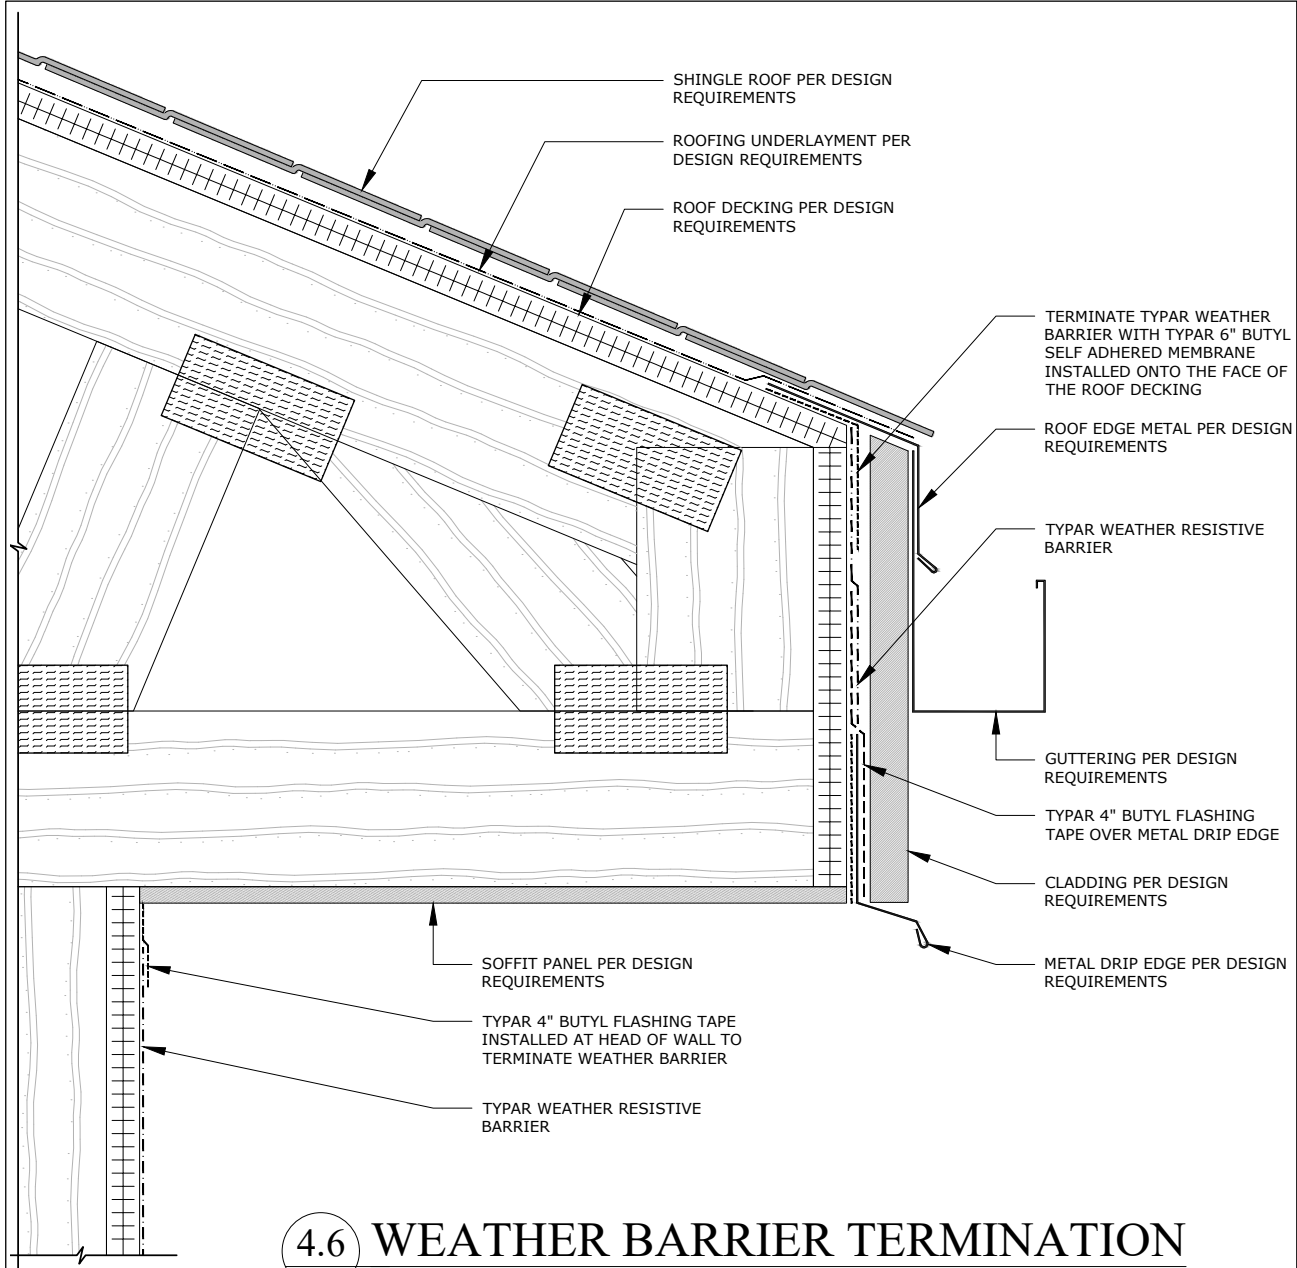 SHINGLE ROOF PER DESIGN
REQUIREMENTS
ROOFING UNDERLAYMENT PER
DESIGN REQUIREMENTS
ROOF DECKING PER DESIGN
REQUIREMENTS
TERMINATE TYPAR WEATHER
BARRIER WITH TYPAR 6" BUTYL
SELF ADHERED MEMBRANE
INSTALLED ONTO THE FACE OF
THE ROOF DECKING
ROOF EDGE METAL PER DESIGN
REQUIREMENTS
TYPAR WEATHER RESISTIVE
BARRIER
GUTTERING PER DESIGN
REQUIREMENTS
TYPAR 4" BUTYL FLASHING
TAPE OVER METAL DRIP EDGE
CLADDING PER DESIGN
REQUIREMENTS
METAL DRIP EDGE PER DESIGN
REQUIREMENTS
SOFFIT PANEL PER DESIGN
REQUIREMENTS
TYPAR 4" BUTYL FLASHING TAPE
INSTALLED AT HEAD OF WALL TO
TERMINATE WEATHER BARRIER
TYPAR WEATHER RESISTIVE
BARRIER
4.6 WEATHER BARRIER TERMINATION